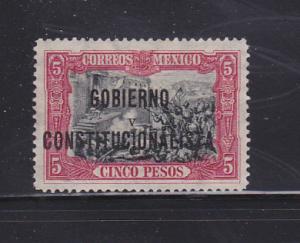 CORREOS MEXICO
5 5
GOBIERNO
v
CONSTITUCIONALISTA
5 5
CINCO PESOS